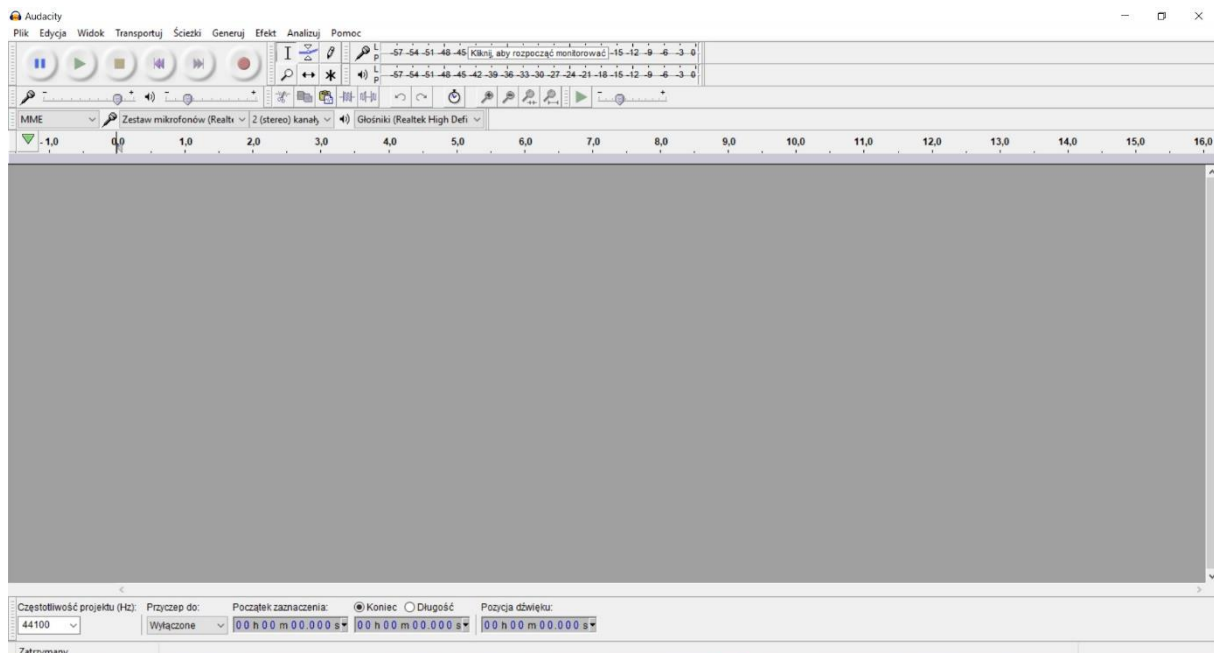 Audacity
Plik Edycja Widok Transportuj Ścieżki Generuj Efekt Analizuj Pomoc
L P -57 -54 -51 -48 -45 Kliknij, aby rozpocząć monitorować -15 -12 -9 -6 -3 0
L P -57 -54 -51 -48 -45 -42 -39 -36 -33 -30 -27 -24 -21 -18 -15 -12 -9 -6 -3 0
MME Zestaw mikrofonów (Realte 2 (stereo) kanały Głośniki (Realtek High Defi
-1,0 0,0 1,0 2,0 3,0 4,0 5,0 6,0 7,0 8,0 9,0 10,0 11,0 12,0 13,0 14,0 15,0 16,0
Częstotliwość projektu (Hz): Przyczep do: Początek zaznaczenia: Koniec Długość Pozycja dźwięku:
44100 Wyłączone 00 h 00 m 00.000 s 00 h 00 m 00.000 s 00 h 00 m 00.000 s
Zatrzymany